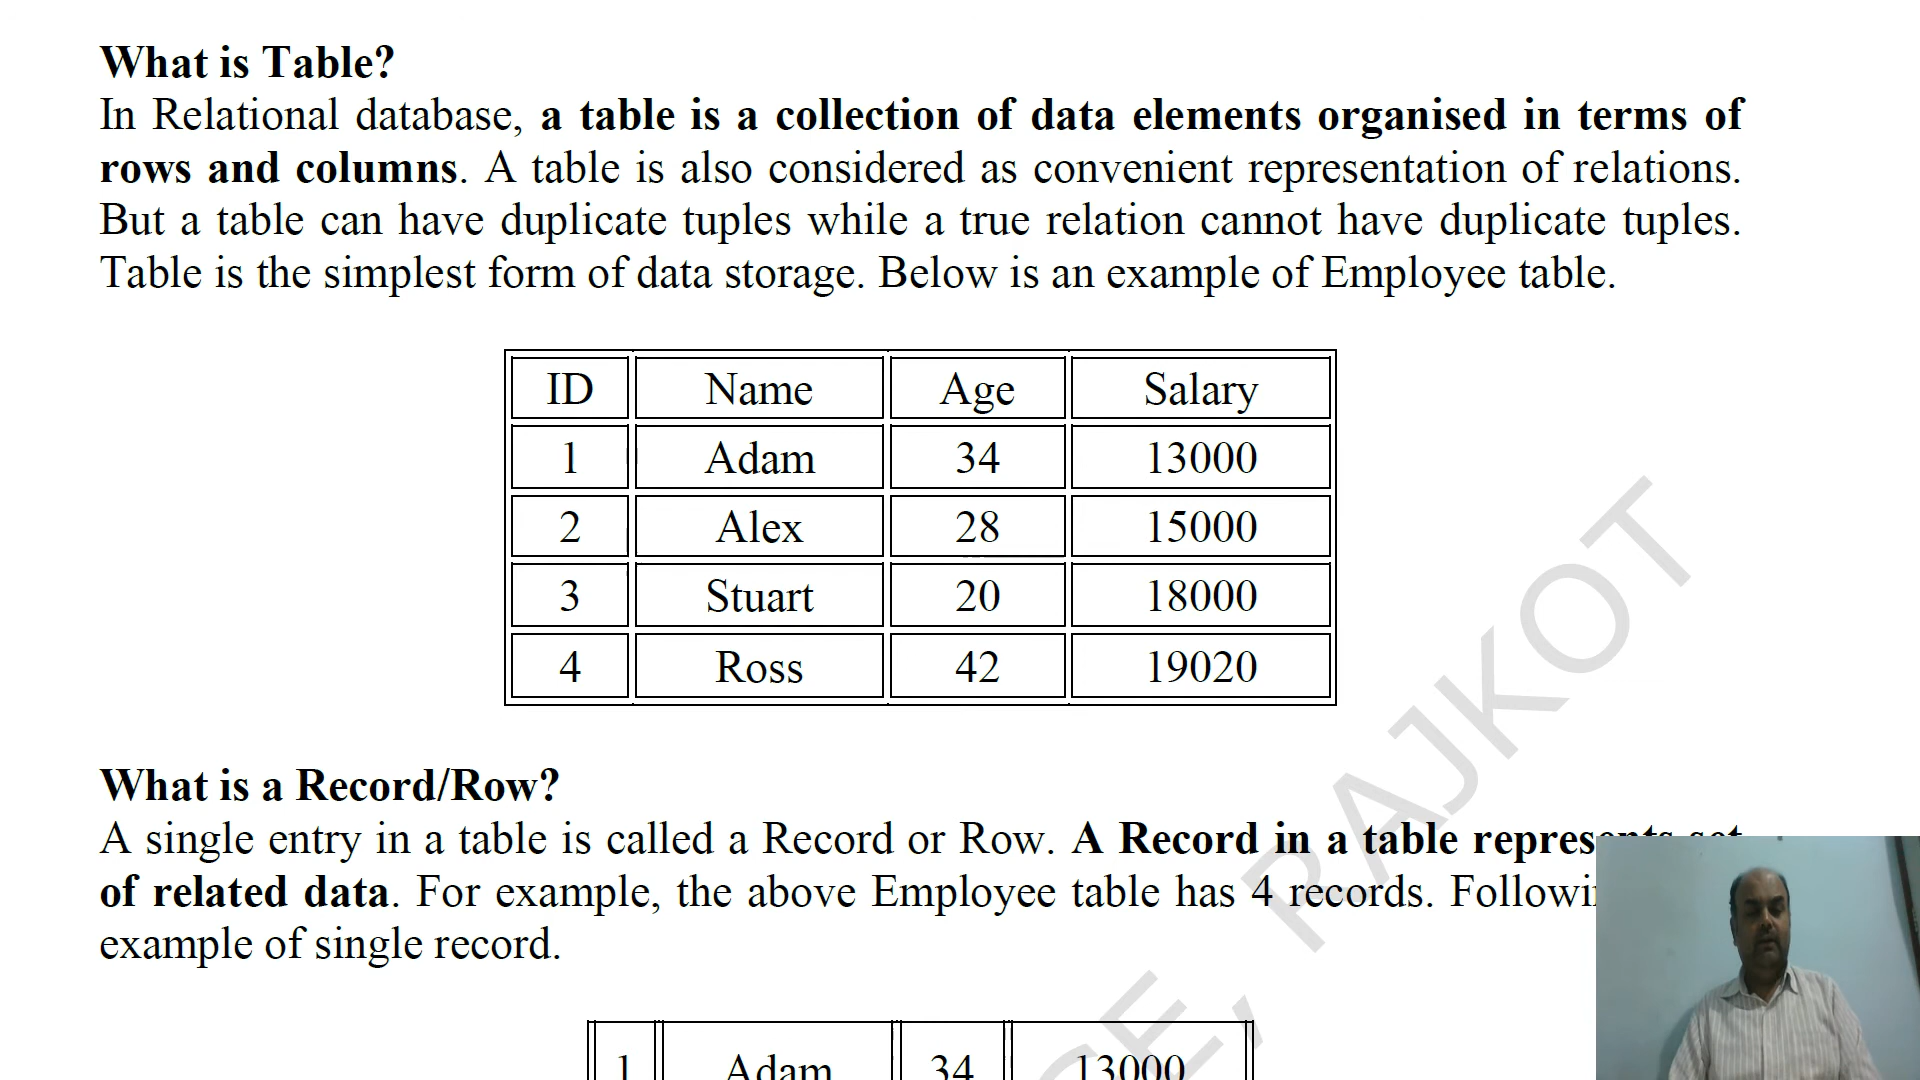 What is Table?
In Relational database, a table is a collection of data elements organised in terms of
rows and columns. A table is also considered as convenient representation of relations.
But a table can have duplicate tuples while a true relation cannot have duplicate tuples.
Table is the simplest form of data storage. Below is an example of Employee table.
ID Name Age Salary
1 Adam 34 13000
2 Alex 28 15000
3 Stuart 20 18000
4 Ross 42 19020
What is a Record/Row?
A single entry in a table is called a Record or Row. A Record in a table represents set
of related data. For example, the above Employee table has 4 records.
example of single record.
1 Adam 34 13000
RAJKOT